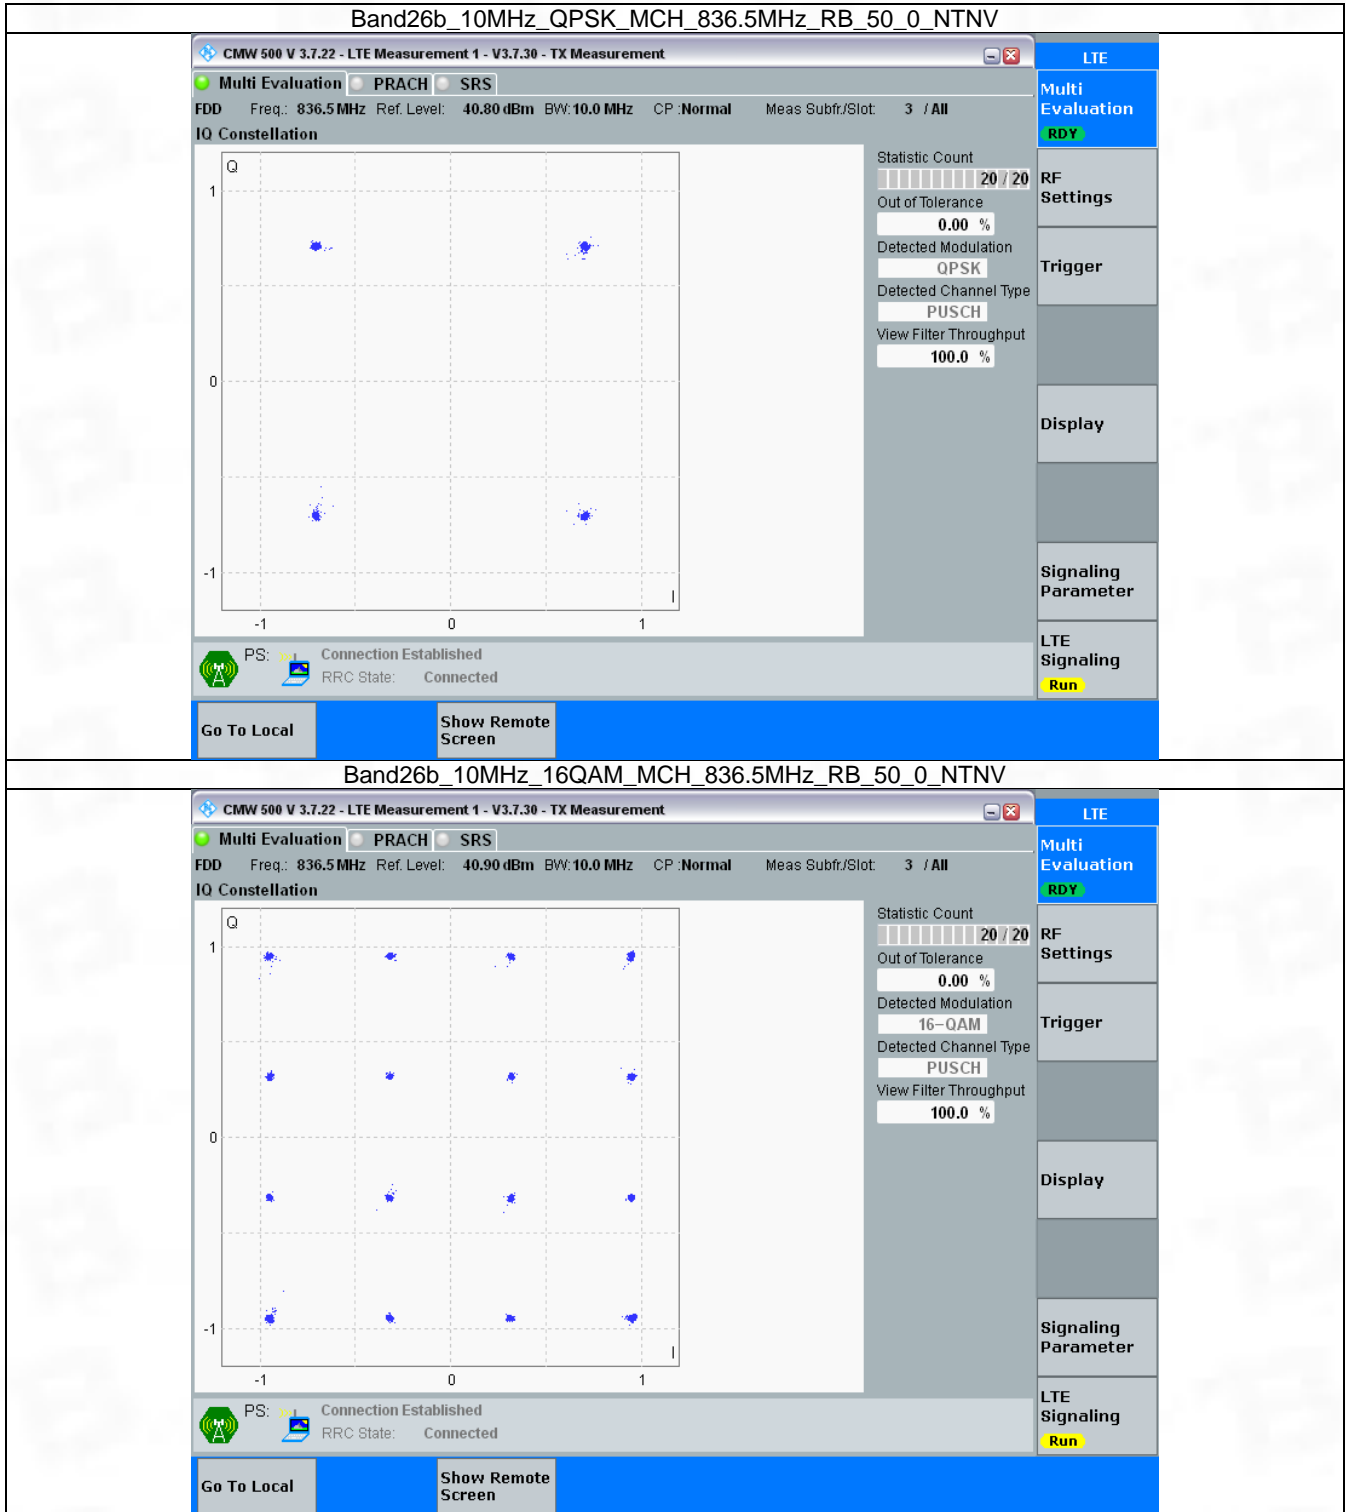 Band26b_10MHz_QPSK_MCH_836.5MHz_RB_50_0_NTNV
CMW 500 V 3.7.22 - LTE Measurement 1 - V3.7.30 - TX Measurement
LTE
Multi Evaluation PRACH SRS
Multi
Evaluation
RDY
FDD Freq.: 836.5 MHz Ref. Level: 40.80 dBm BW: 10.0 MHz CP : Normal Meas Subfr./Slot: 3 / All
IQ Constellation
Q
1
0
-1
I
-1 0 1
Statistic Count
20 / 20
Out of Tolerance
0.00 %
Detected Modulation
QPSK
Detected Channel Type
PUSCH
View Filter Throughput
100.0 %
RF
Settings
Trigger
Display
Signaling
Parameter
LTE
Signaling
Run
PS: Connection Established
RRC State: Connected
Go To Local
Show Remote
Screen
Band26b_10MHz_16QAM_MCH_836.5MHz_RB_50_0_NTNV
CMW 500 V 3.7.22 - LTE Measurement 1 - V3.7.30 - TX Measurement
LTE
Multi Evaluation PRACH SRS
Multi
Evaluation
RDY
FDD Freq.: 836.5 MHz Ref. Level: 40.90 dBm BW: 10.0 MHz CP : Normal Meas Subfr./Slot: 3 / All
IQ Constellation
Q
1
0
-1
I
-1 0 1
Statistic Count
20 / 20
Out of Tolerance
0.00 %
Detected Modulation
16-QAM
Detected Channel Type
PUSCH
View Filter Throughput
100.0 %
RF
Settings
Trigger
Display
Signaling
Parameter
LTE
Signaling
Run
PS: Connection Established
RRC State: Connected
Go To Local
Show Remote
Screen